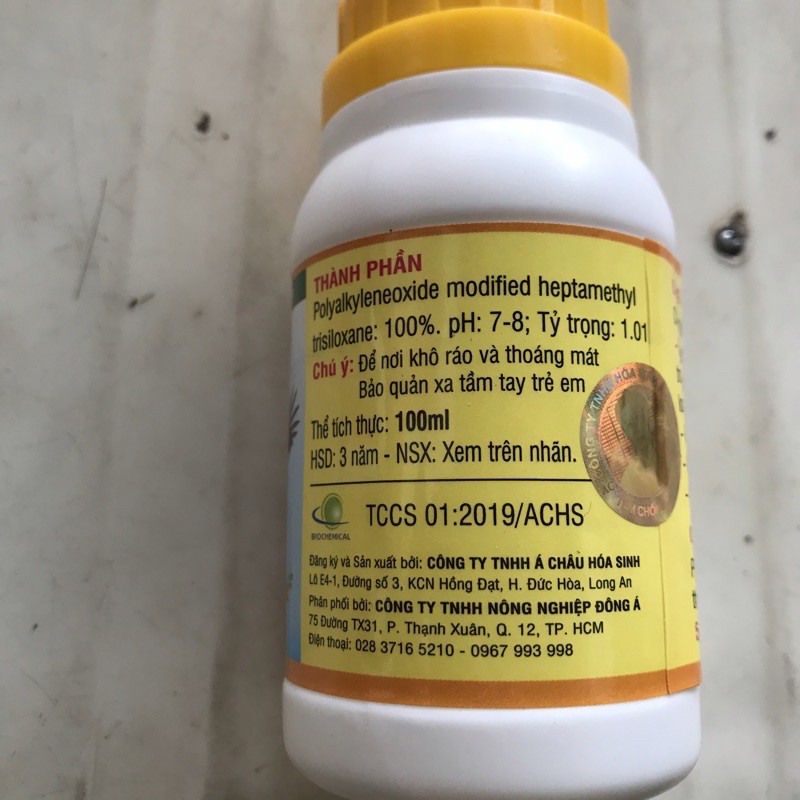 THÀNH PHẦN
Polyalkyleneoxide modified heptamethyl
trisiloxane: 100%. pH: 7-8; Tỷ trọng: 1.01
Chú ý: Để nơi khô ráo và thoáng mát
Bảo quản xa tầm tay trẻ em
Thể tích thực: 100ml
HSD: 3 năm - NSX: Xem trên nhãn.
CÔNG TY TNHH HÓA
BIOCHEMICAL
TCCS 01:2019/ACHS
Đăng ký và Sản xuất bởi: CÔNG TY TNHH Á CHÂU HÓA SINH
Lô E4-1, Đường số 3, KCN Hồng Đạt, H. Đức Hòa, Long An
Phân phối bởi: CÔNG TY TNHH NÔNG NGHIỆP ĐÔNG Á
75 Đường TX31, P. Thạnh Xuân, Q. 12, TP. HCM
Điện thoại: 028 3716 5210 - 0967 993 998